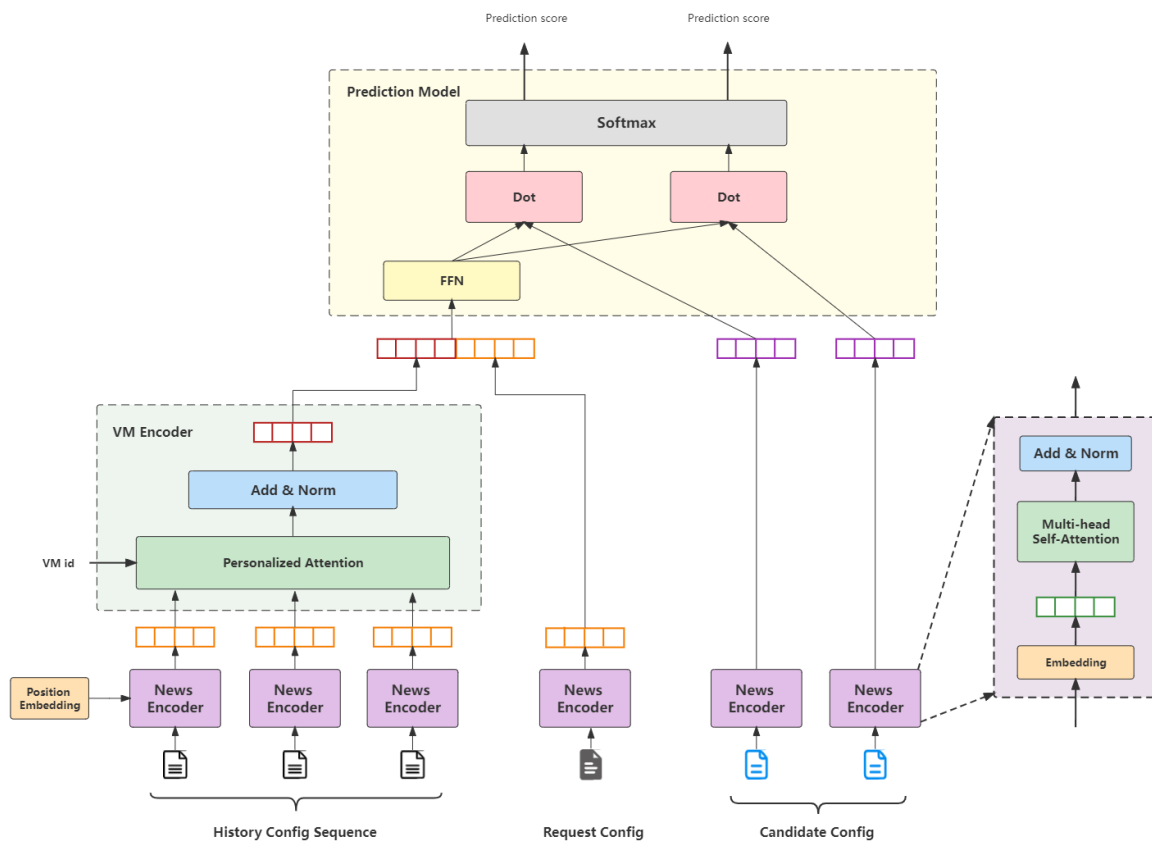 Prediction score
Prediction score
Prediction Model
Softmax
Dot
Dot
FFN
VM Encoder
Add & Norm
Personalized Attention
VM id
Add & Norm
Multi-head
Self-Attention
Embedding
Position
Embedding
News
Encoder
News
Encoder
News
Encoder
News
Encoder
News
Encoder
News
Encoder
History Config Sequence
Request Config
Candidate Config